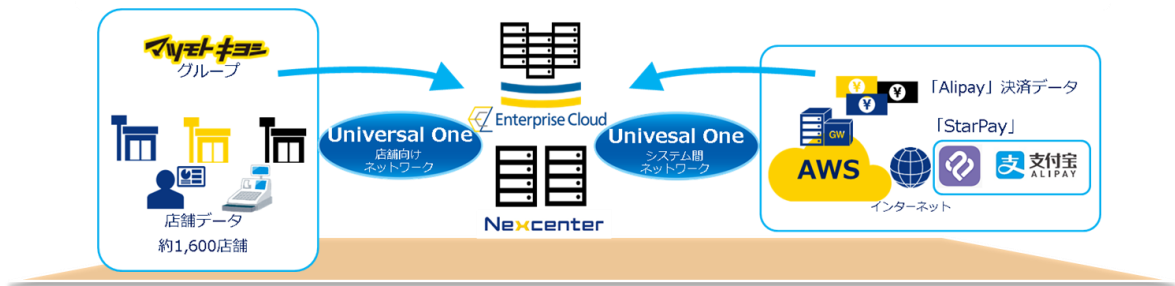 マツモトキヨシ
グループ
店舗データ
約1,600店舗
Universal One
店舗向け
ネットワーク
Enterprise Cloud
Nexcenter
Univesal One
システム間
ネットワーク
¥
¥
¥
「Alipay」決済データ
「StarPay」
GW
AWS
支 支付宝
ALIPAY
インターネット